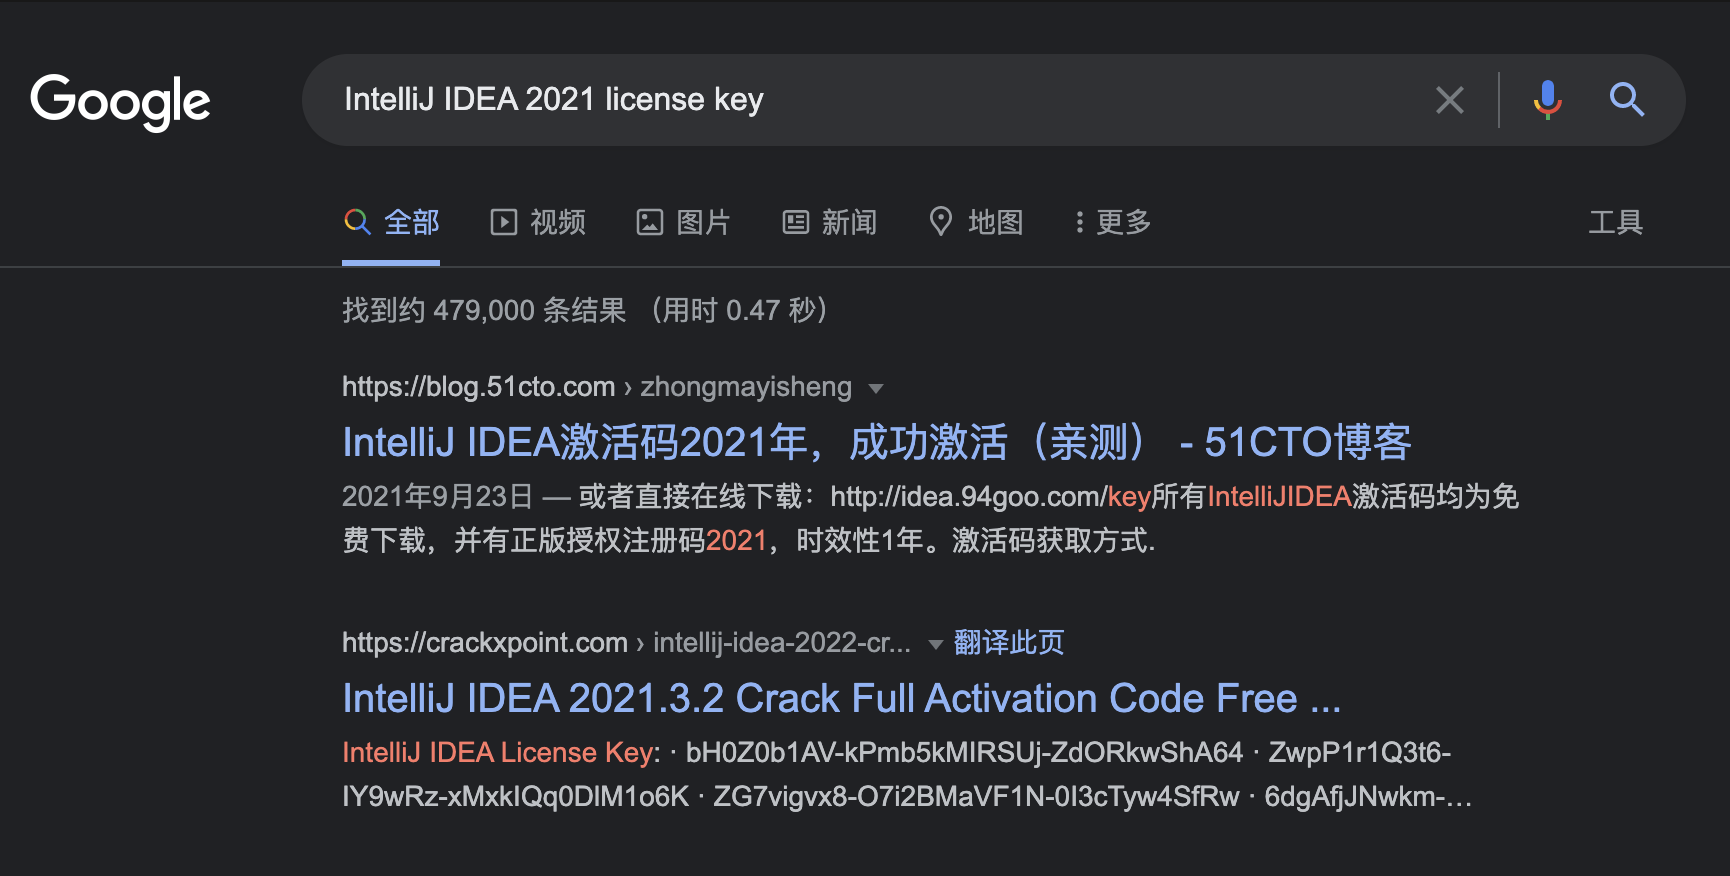 Google
IntelliJ IDEA 2021 license key
全部 视频 图片 新闻 地图 更多 工具
找到约 479,000 条结果 （用时 0.47 秒）
https://blog.51cto.com › zhongmayisheng
IntelliJ IDEA激活码2021年，成功激活（亲测） - 51CTO博客
2021年9月23日 — 或者直接在线下载：http://idea.94goo.com/key所有IntelliJIDEA激活码均为免
费下载，并有正版授权注册码2021，时效性1年。激活码获取方式.
https://crackxpoint.com › intellij-idea-2022-cr... 翻译此页
IntelliJ IDEA 2021.3.2 Crack Full Activation Code Free ...
IntelliJ IDEA License Key: · bH0Z0b1AV-kPmb5kMIRSUj-ZdORkwShA64 · ZwpP1r1Q3t6-
IY9wRz-xMxkIQq0DIM1o6K · ZG7vigvx8-O7i2BMaVF1N-0I3cTyw4SfRw · 6dgAfjJNwkm-...